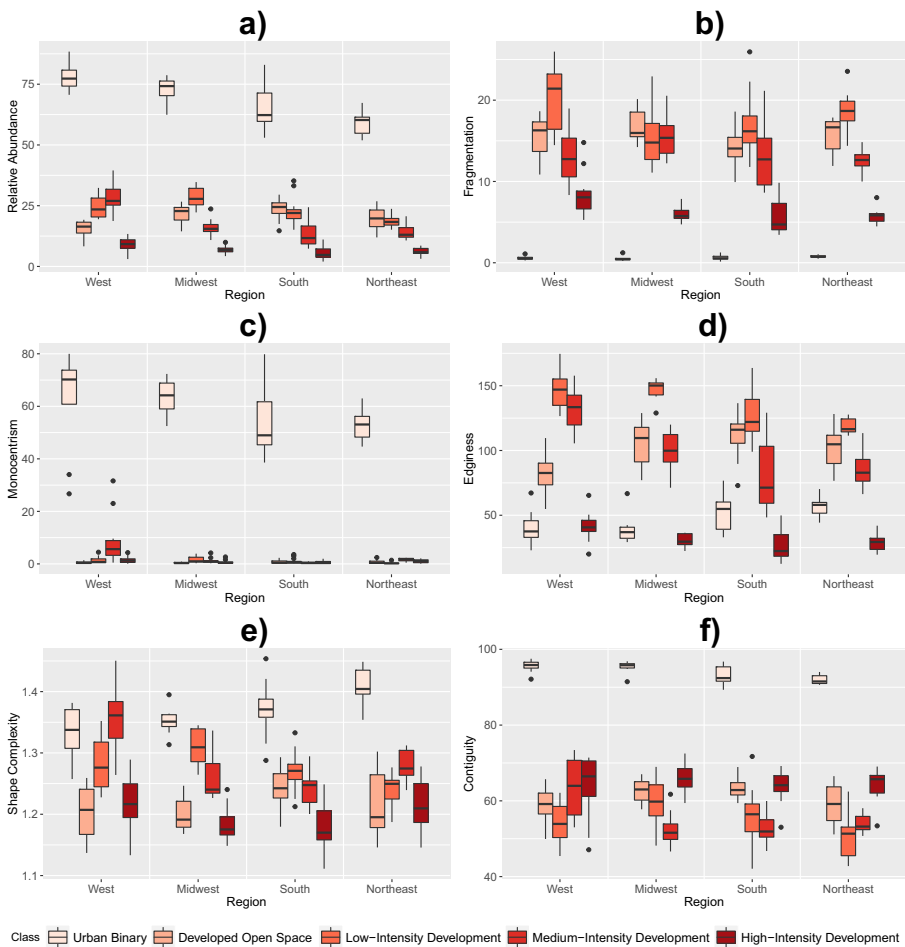 a)
Relative Abundance
75
50
25
0
West Midwest South Northeast
Region
b)
Fragmentation
20
10
0
West Midwest South Northeast
Region
c)
Monocentrism
80
60
40
20
0
West Midwest South Northeast
Region
d)
Edginess
150
100
50
West Midwest South Northeast
Region
e)
Shape Complexity
1.4
1.3
1.2
1.1
West Midwest South Northeast
Region
f)
Contiguity
100
80
60
40
West Midwest South Northeast
Region
Class Urban Binary Developed Open Space Low−Intensity Development Medium−Intensity Development High−Intensity Development